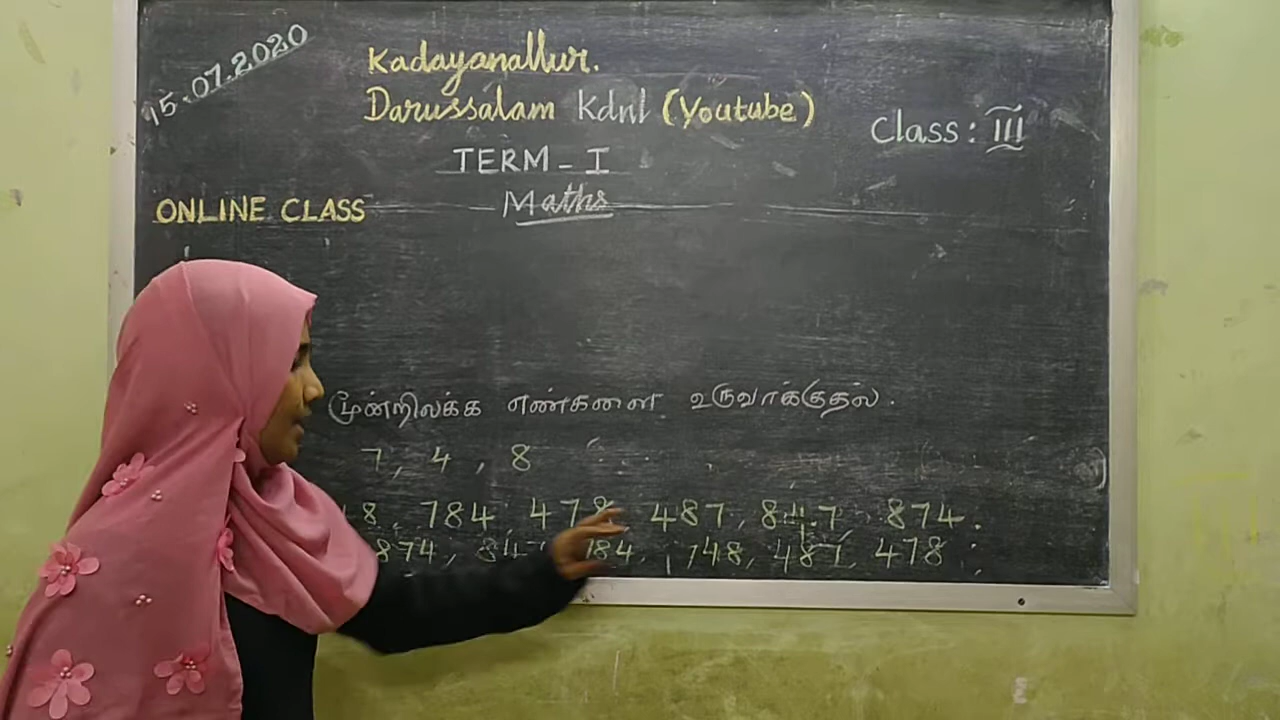 15.07.2020
Kadayanallur.
Darussalam Kdnl (Youtube)
Class: III
TERM - I
Maths
ONLINE CLASS
மூன்றிலக்க எண்களை உருவாக்குதல்.
7, 4, 8
784, 478, 487, 847, 874.
874, 784, 748, 487, 478